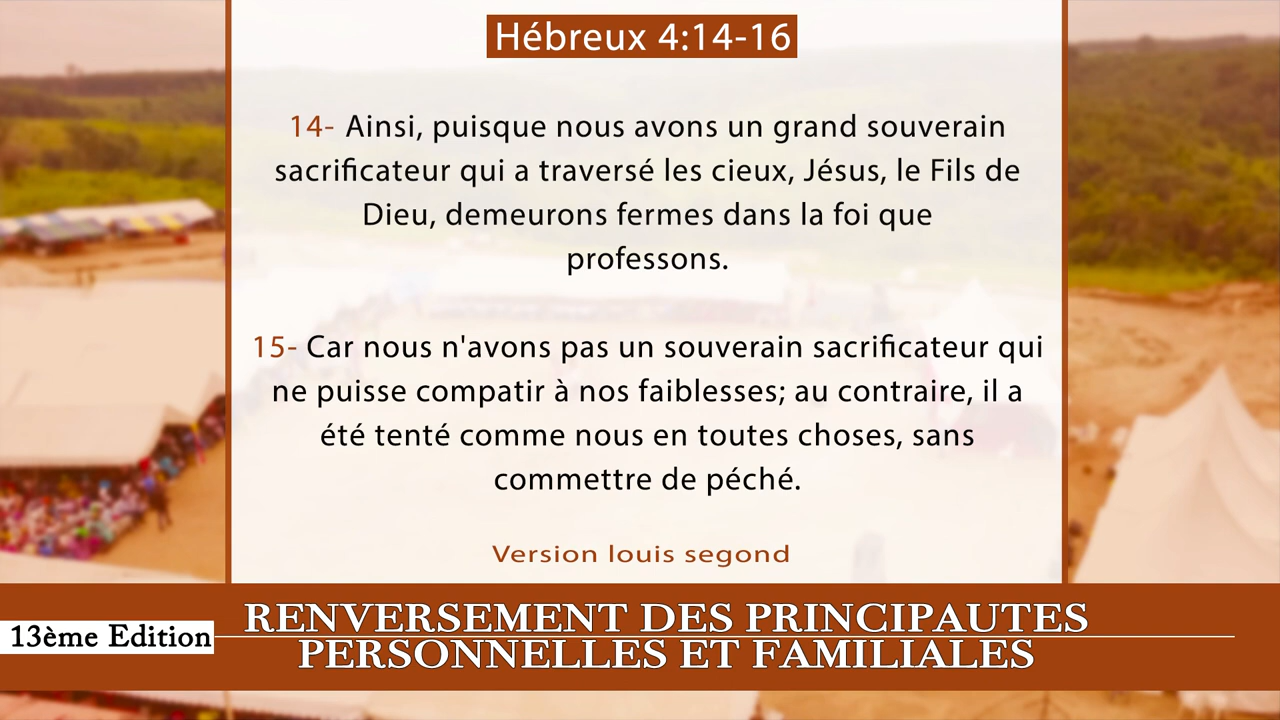 Hébreux 4:14-16
14- Ainsi, puisque nous avons un grand souverain
sacrificateur qui a traversé les cieux, Jésus, le Fils de
Dieu, demeurons fermes dans la foi que
professons.
15- Car nous n'avons pas un souverain sacrificateur qui
ne puisse compatir à nos faiblesses; au contraire, il a
été tenté comme nous en toutes choses, sans
commettre de péché.
Version louis segond
13ème Edition
RENVERSEMENT DES PRINCIPAUTES
PERSONNELLES ET FAMILIALES